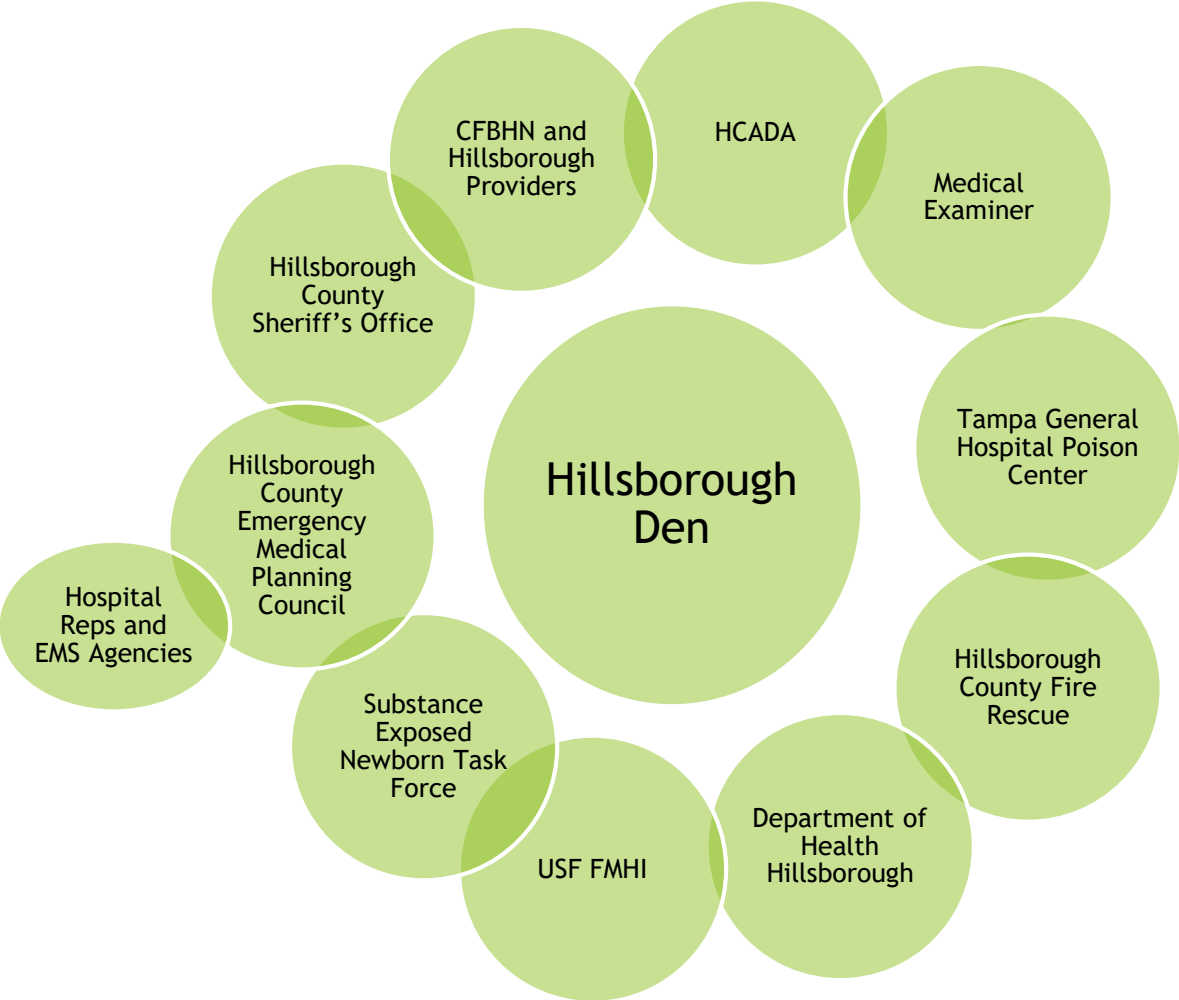 CFBHN and
Hillsborough
Providers
HCADA
Medical
Examiner
Hillsborough
County
Sheriff’s Office
Tampa General
Hospital Poison
Center
Hillsborough
Den
Hillsborough
County
Emergency
Medical
Planning
Council
Hospital
Reps and
EMS Agencies
Hillsborough
County Fire
Rescue
Substance
Exposed
Newborn Task
Force
Department of
Health
Hillsborough
USF FMHI